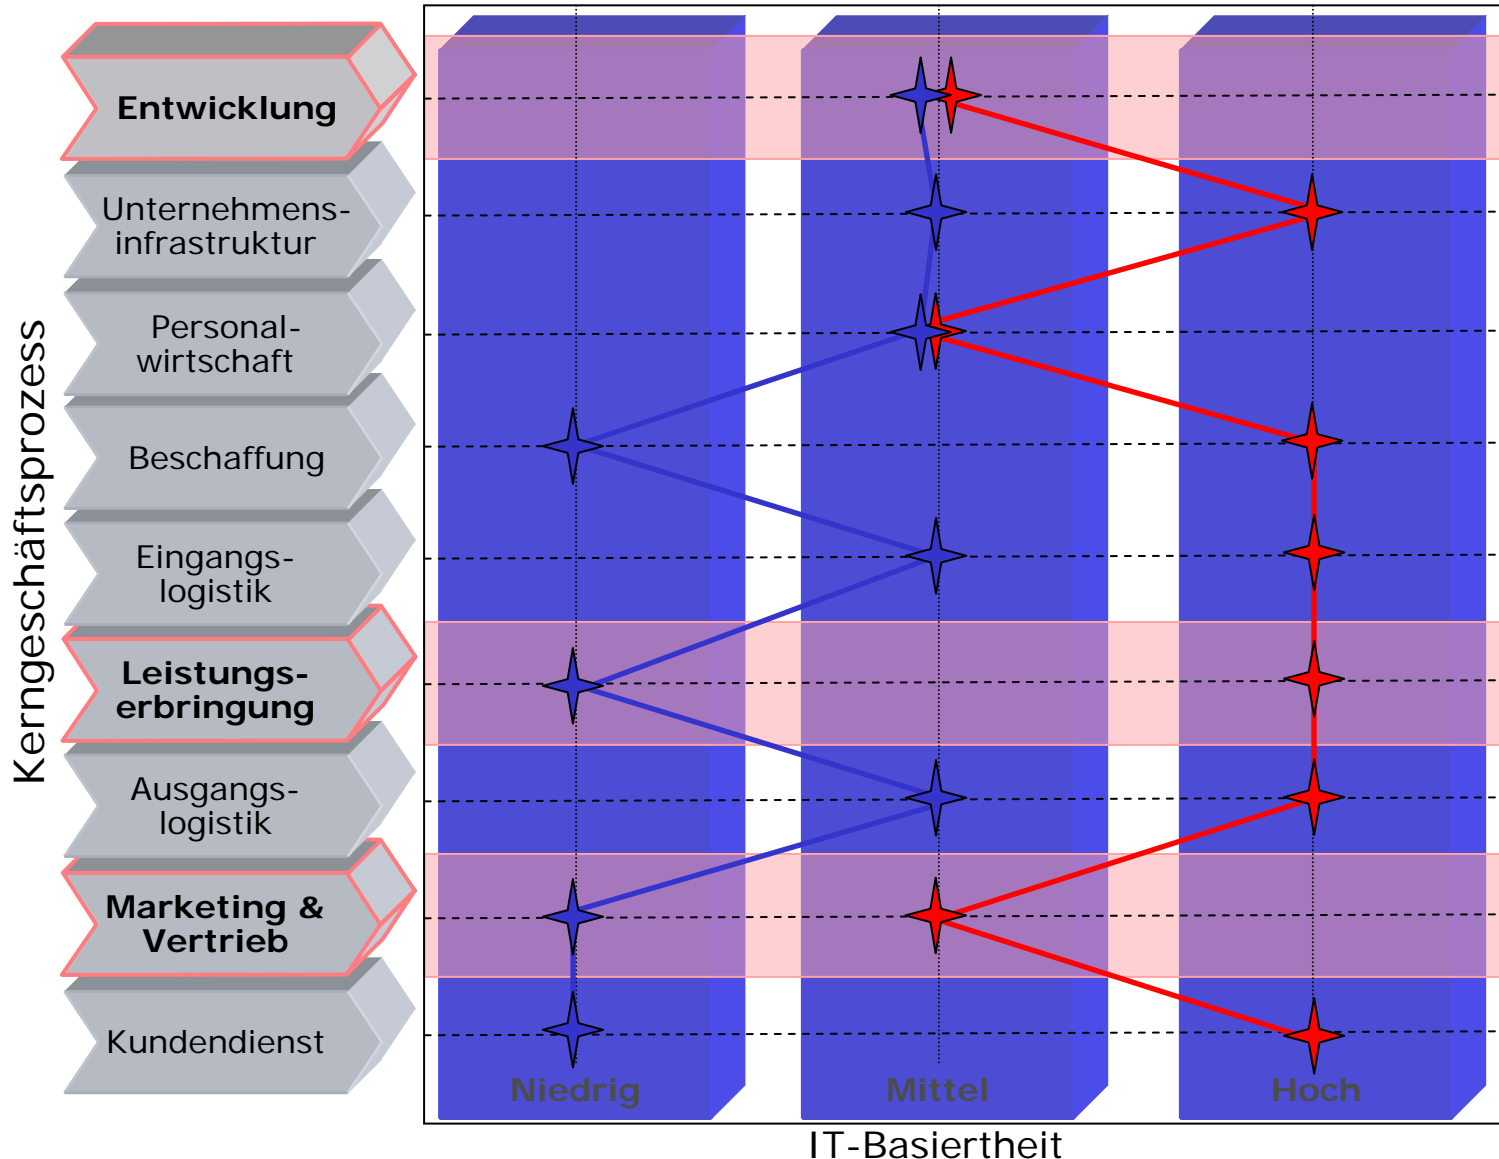 Kerngeschäftsprozess
Entwicklung
Unternehmens-
infrastruktur
Personal-
wirtschaft
Beschaffung
Eingangs-
logistik
Leistungs-
erbringung
Ausgangs-
logistik
Marketing &
Vertrieb
Kundendienst
Niedrig
Mittel
Hoch
IT-Basiertheit